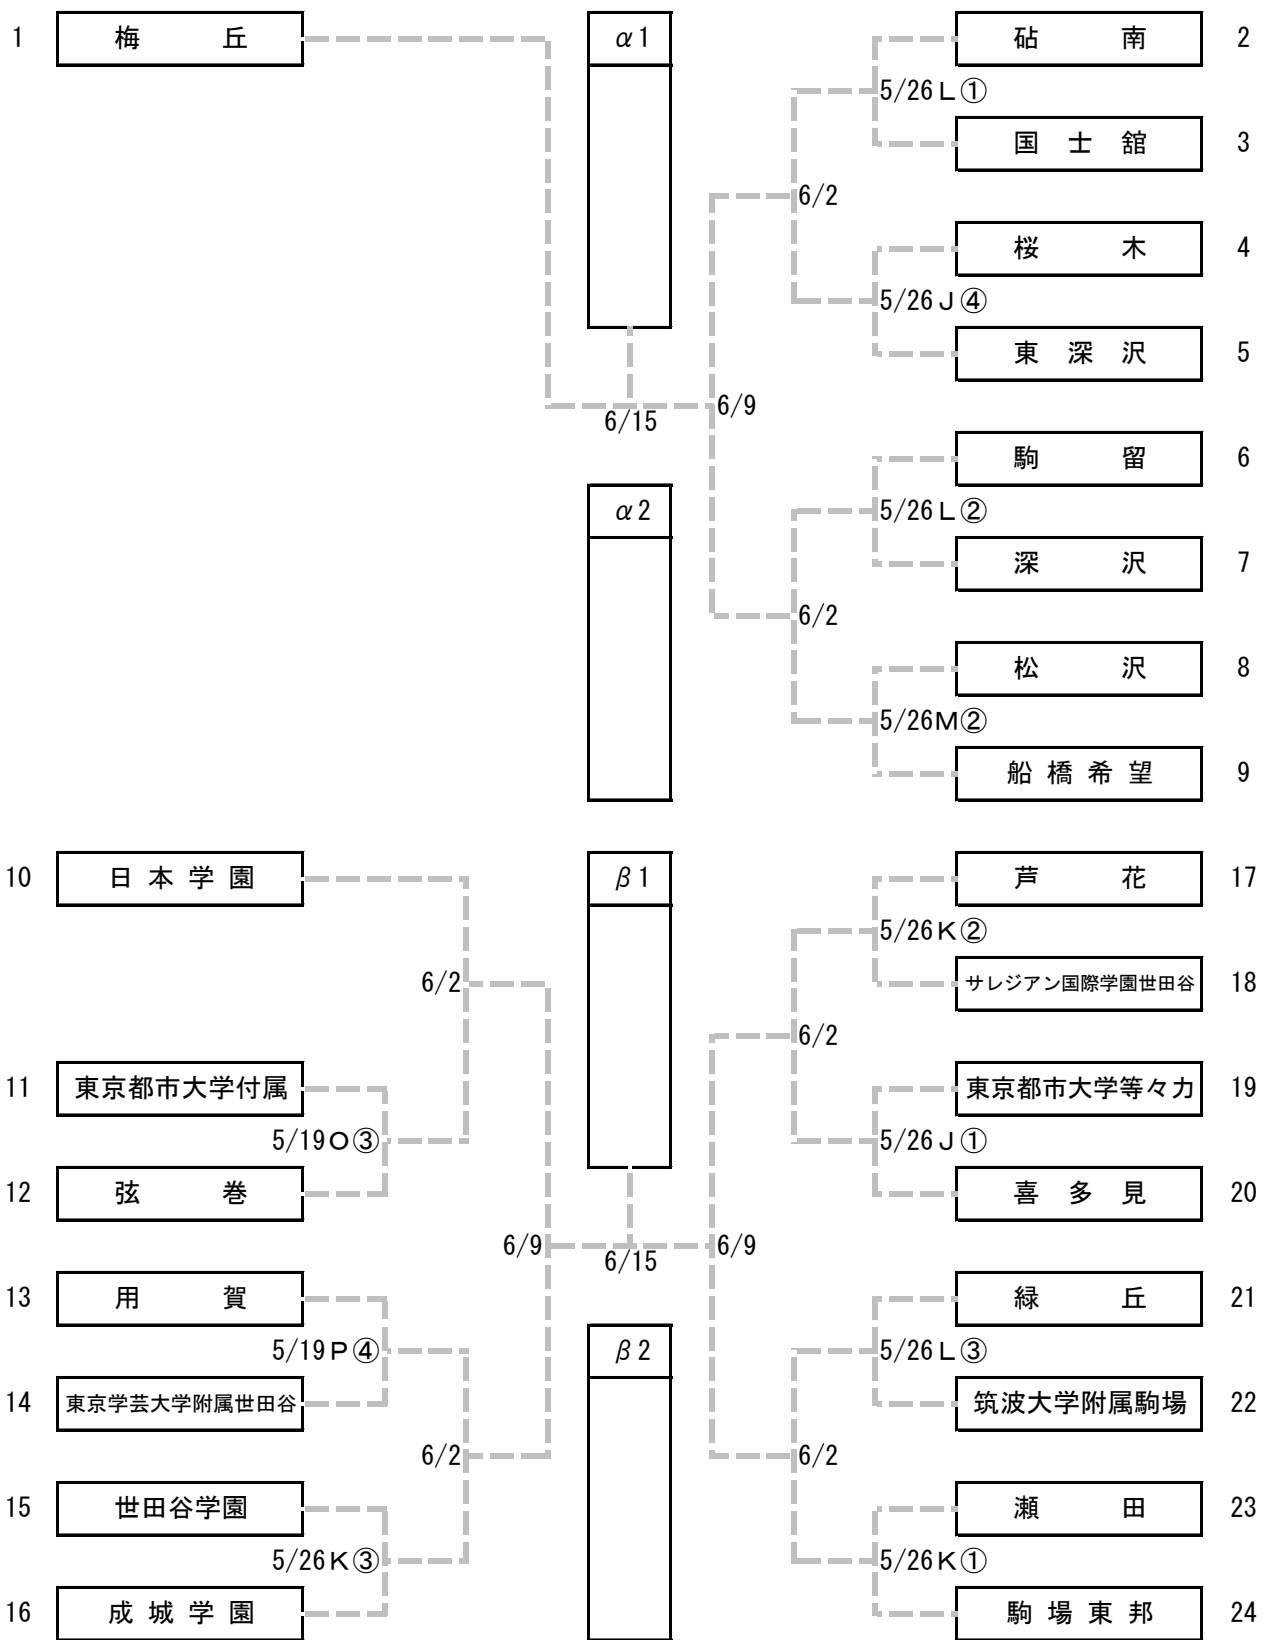 1 梅丘 α1 砧南 2
5/26L①
国士舘 3
6/2
桜木 4
5/26J④
東深沢 5
6/15 6/9
駒留 6
α2 5/26L②
深沢 7
6/2
松沢 8
5/26M②
船橋希望 9
10 日本学園 β1 芦花 17
5/26K②
6/2 サレジアン国際学園世田谷 18
6/2
11 東京都市大学付属 東京都市大学等々力 19
5/19O③ 5/26J①
12 弦巻 喜多見 20
6/9 6/15 6/9
13 用賀 緑丘 21
5/19P④ β2 5/26L③
14 東京学芸大学附属世田谷 筑波大学附属駒場 22
6/2 6/2
15 世田谷学園 瀬田 23
5/26K③ 5/26K①
16 成城学園 駒場東邦 24